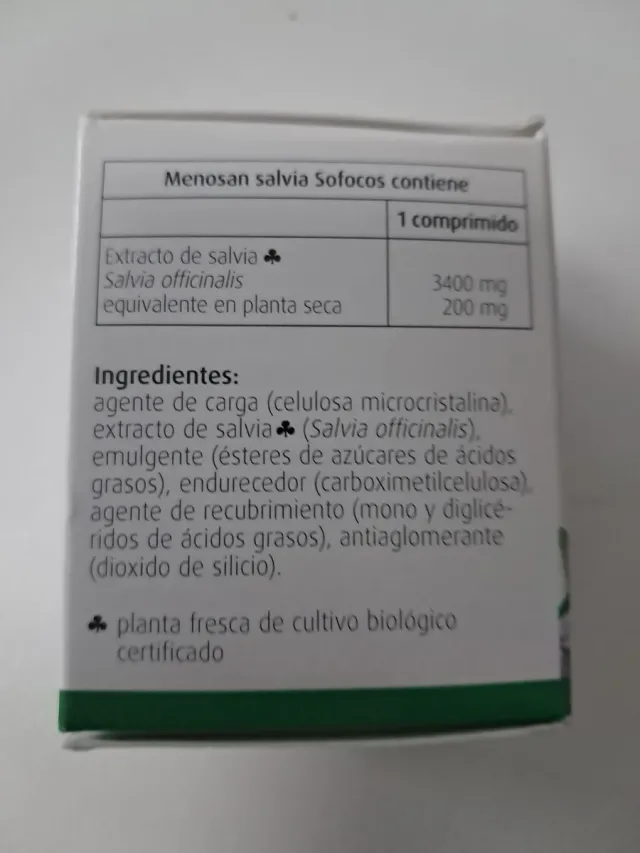 Menosan salvia Sofocos contiene
1 comprimido
Extracto de salvia ♣
Salvia officinalis 3400 mg
equivalente en planta seca 200 mg
Ingredientes:
agente de carga (celulosa microcristalina),
extracto de salvia♣ (Salvia officinalis),
emulgente (ésteres de azúcares de ácidos
grasos), endurecedor (carboximetilcelulosa),
agente de recubrimiento (mono y diglicé-
ridos de ácidos grasos), antiaglomerante
(dioxido de silicio).
♣ planta fresca de cultivo biológico
certificado